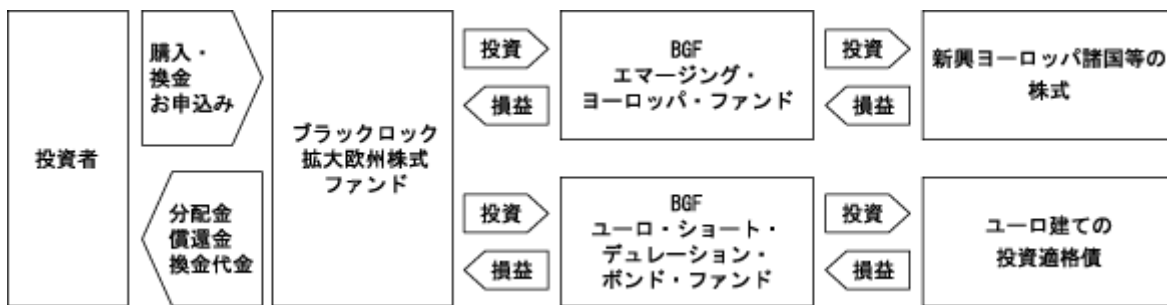 投資者
購入・
換金
お申込み
分配金
償還金
換金代金
ブラックロック
拡大欧州株式
ファンド
投資
損益
BGF
エマージング・
ヨーロッパ・ファンド
投資
損益
新興ヨーロッパ諸国等の
株式
投資
損益
BGF
ユーロ・ショート・
デュレーション・
ボンド・ファンド
投資
損益
ユーロ建ての
投資適格債